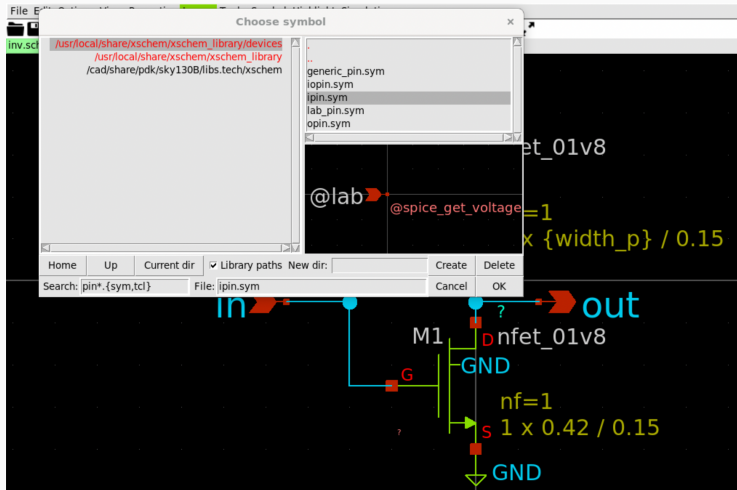 File
Choose symbol
×
inv.sch
/usr/local/share/xschem/xschem_library/devices
/usr/local/share/xschem/xschem_library
/cad/share/pdk/sky130B/libs.tech/xschem
.
..
generic_pin.sym
iopin.sym
ipin.sym
lab_pin.sym
opin.sym
@lab
@spice_get_voltage
et_01v8
=1
x {width_p} / 0.15
Home Up Current dir Library paths New dir: Create Delete
Search: pin*.{sym,tcl} File: ipin.sym Cancel OK
in
out
?
M1
D
nfet_01v8
GND
G
nf=1
?
S
1 x 0.42 / 0.15
GND